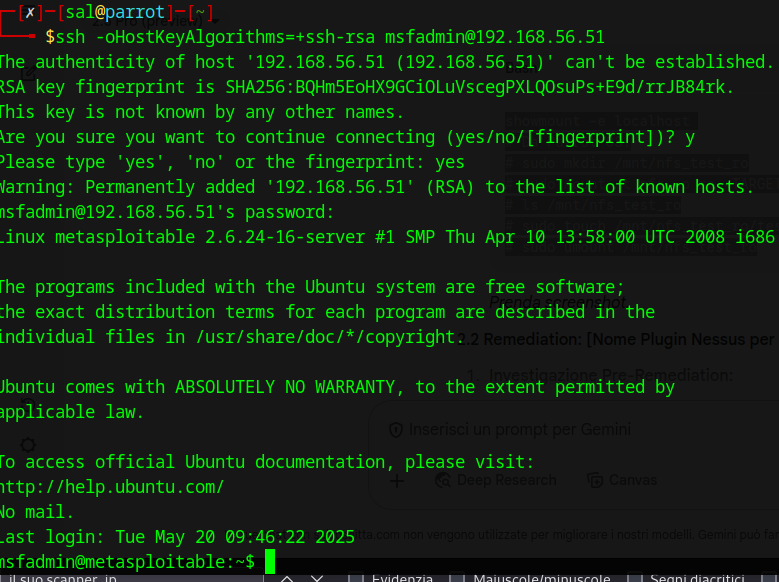 [✗]-[sal@parrot]-[~]
$ssh -oHostKeyAlgorithms=+ssh-rsa msfadmin@192.168.56.51
The authenticity of host '192.168.56.51 (192.168.56.51)' can't be established.
RSA key fingerprint is SHA256:BQHm5EoHX9GCiOLuVscegPXLQOsuPs+E9d/rrJB84rk.
This key is not known by any other names.
Are you sure you want to continue connecting (yes/no/[fingerprint])? y
Please type 'yes', 'no' or the fingerprint: yes
Warning: Permanently added '192.168.56.51' (RSA) to the list of known hosts.
msfadmin@192.168.56.51's password:
Linux metasploitable 2.6.24-16-server #1 SMP Thu Apr 10 13:58:00 UTC 2008 i686
The programs included with the Ubuntu system are free software;
Prenda screenshot
the exact distribution terms for each program are described in the
individual files in /usr/share/doc/*/copyright.
2.2 Remediation: [Nome Plugin Nessus per
1. Investigazione Pre-Remediation:
Ubuntu comes with ABSOLUTELY NO WARRANTY, to the extent permitted by
applicable law.
Inserisci un prompt per Gemini
To access official Ubuntu documentation, please visit:
Deep Research Canvas
http://help.ubuntu.com/
No mail.
Last login: Tue May 20 09:46:22 2025
non vengono utilizzate per migliorare i nostri modelli. Gemini può
msfadmin@metasploitable:~$
il suo scanner, in Evidenzia Maiuscole/minuscole Segni diacritici